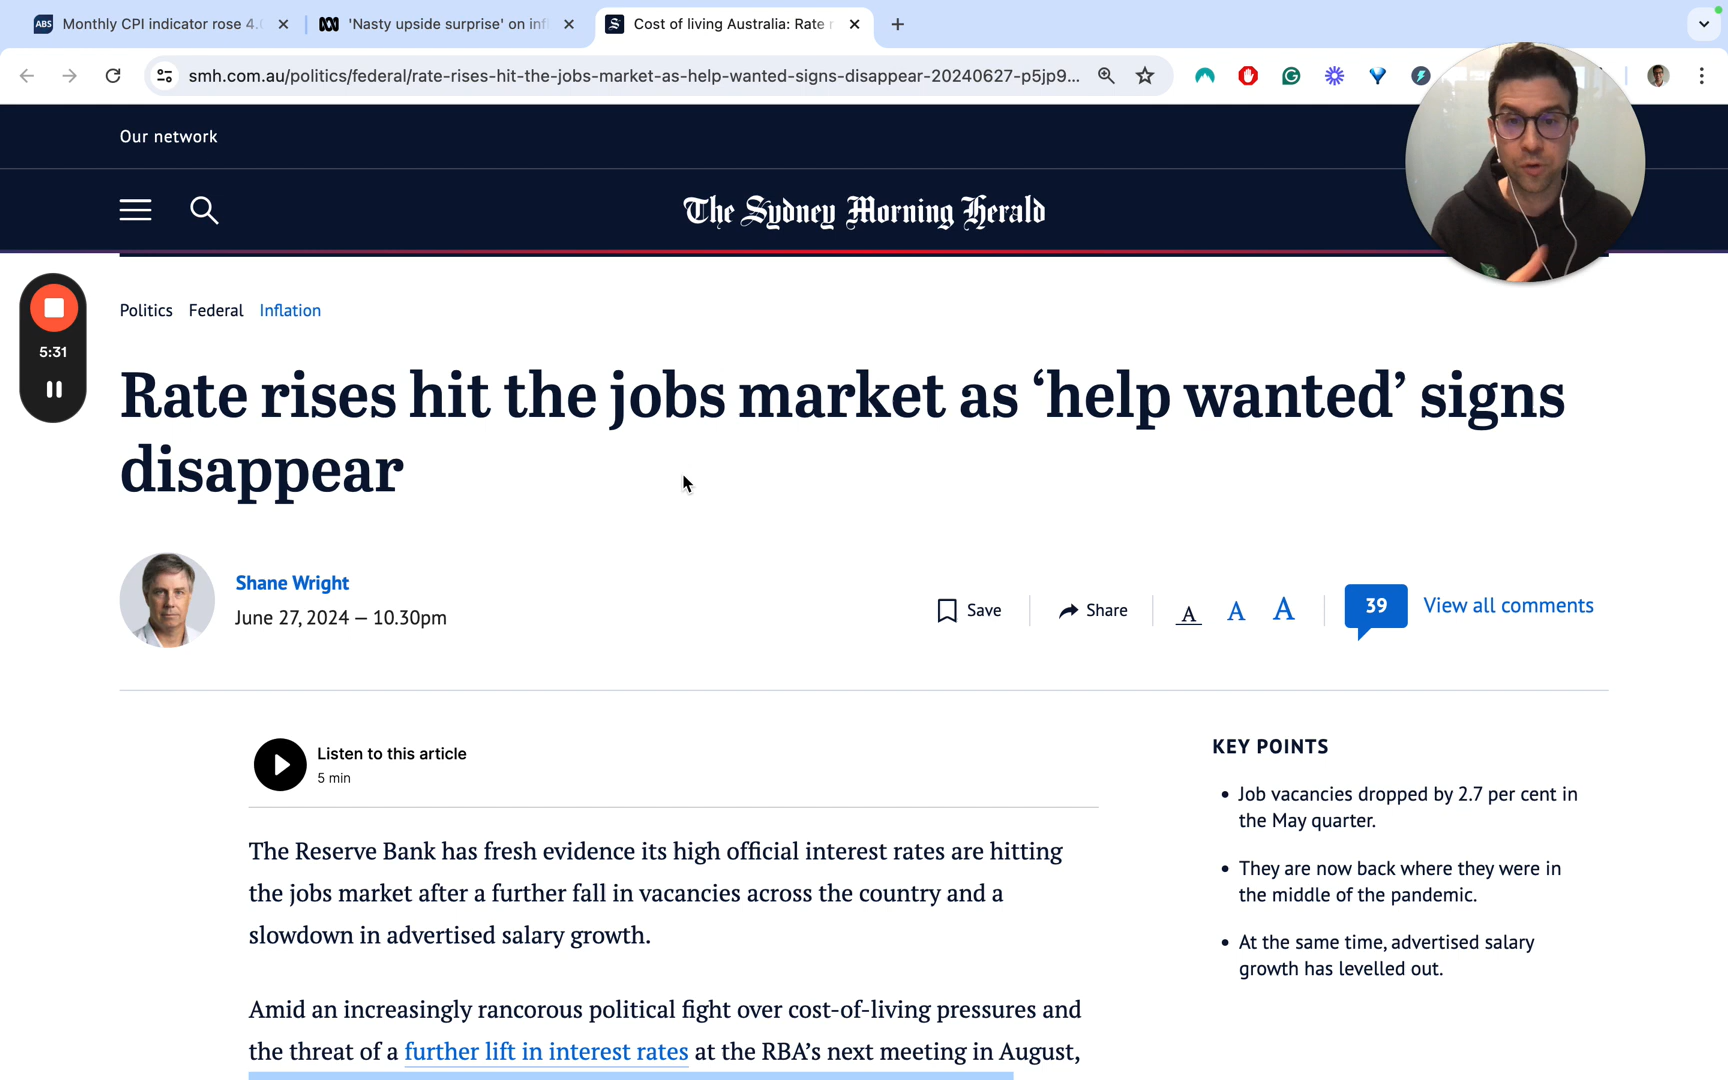 ABS Monthly CPI indicator rose 4.
'Nasty upside surprise' on inf
Cost of living Australia: Rate r
smh.com.au/politics/federal/rate-rises-hit-the-jobs-market-as-help-wanted-signs-disappear-20240627-p5jp9...
Our network
The Sydney Morning Herald
5:31
Politics Federal Inflation
Rate rises hit the jobs market as ‘help wanted’ signs
disappear
Shane Wright
June 27, 2024 — 10.30pm
Save
Share
A A A
39
View all comments
Listen to this article
5 min
The Reserve Bank has fresh evidence its high official interest rates are hitting
the jobs market after a further fall in vacancies across the country and a
slowdown in advertised salary growth.
Amid an increasingly rancorous political fight over cost-of-living pressures and
the threat of a further lift in interest rates at the RBA’s next meeting in August,
KEY POINTS
• Job vacancies dropped by 2.7 per cent in
the May quarter.
• They are now back where they were in
the middle of the pandemic.
• At the same time, advertised salary
growth has levelled out.